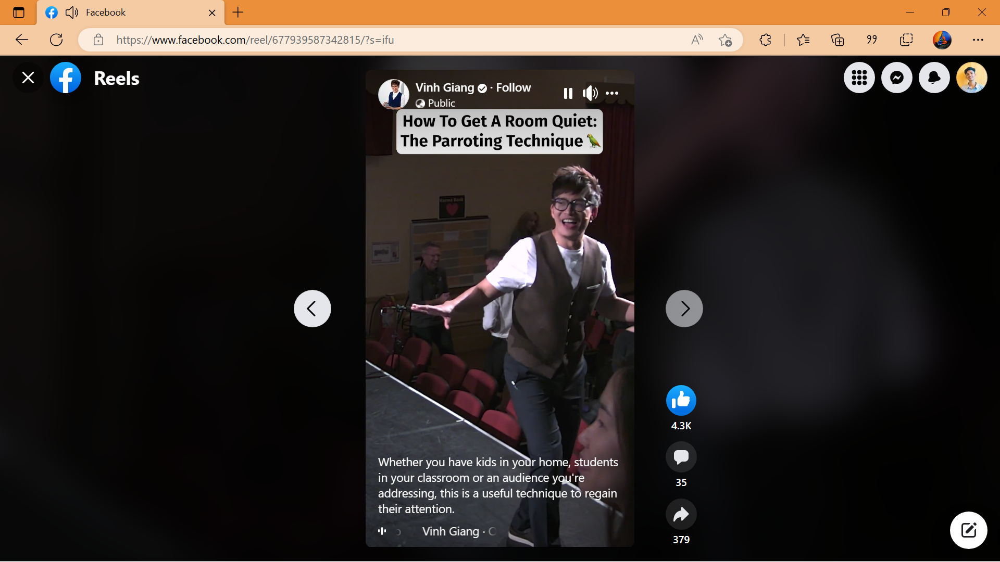 Facebook
https://www.facebook.com/reel/677939587342815/?s=ifu
Reels
Vinh Giang · Follow
Public
How To Get A Room Quiet:
The Parroting Technique
Karma Bank
Whether you have kids in your home, students
in your classroom or an audience you're
addressing, this is a useful technique to regain
their attention.
Vinh Giang ·
4.3K
35
379